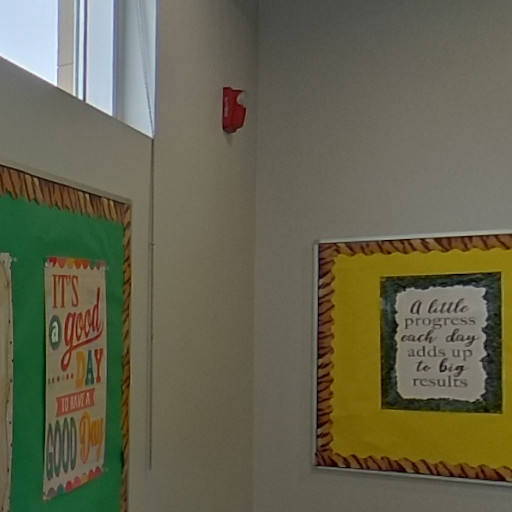 IT'S
a good
DAY
TO HAVE A
GOOD Day
A little
progress
each day
adds up
to big
results